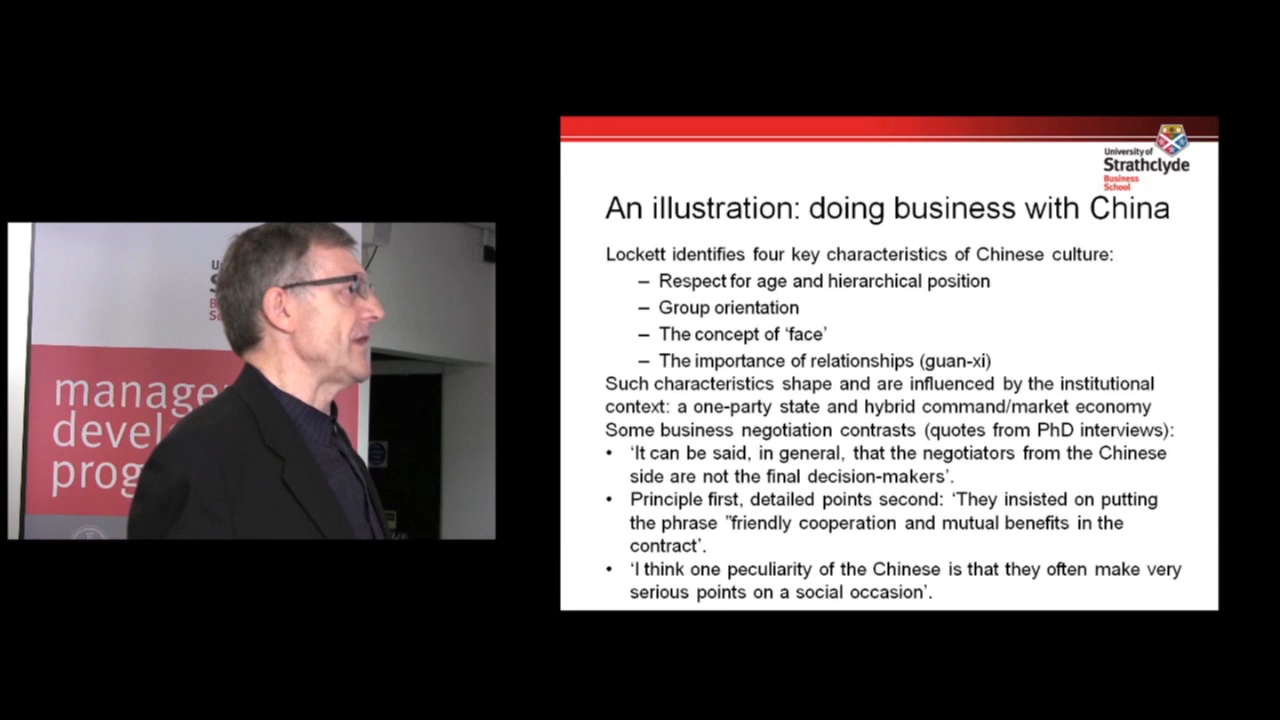 manage
devel
prog
University of
Strathclyde
Business
School
An illustration: doing business with China
Lockett identifies four key characteristics of Chinese culture:
– Respect for age and hierarchical position
– Group orientation
– The concept of ‘face’
– The importance of relationships (guan-xi)
Such characteristics shape and are influenced by the institutional
context: a one-party state and hybrid command/market economy
Some business negotiation contrasts (quotes from PhD interviews):
• ‘It can be said, in general, that the negotiators from the Chinese
side are not the final decision-makers’.
• Principle first, detailed points second: ‘They insisted on putting
the phrase ”friendly cooperation and mutual benefits in the
contract’.
• ‘I think one peculiarity of the Chinese is that they often make very
serious points on a social occasion’.